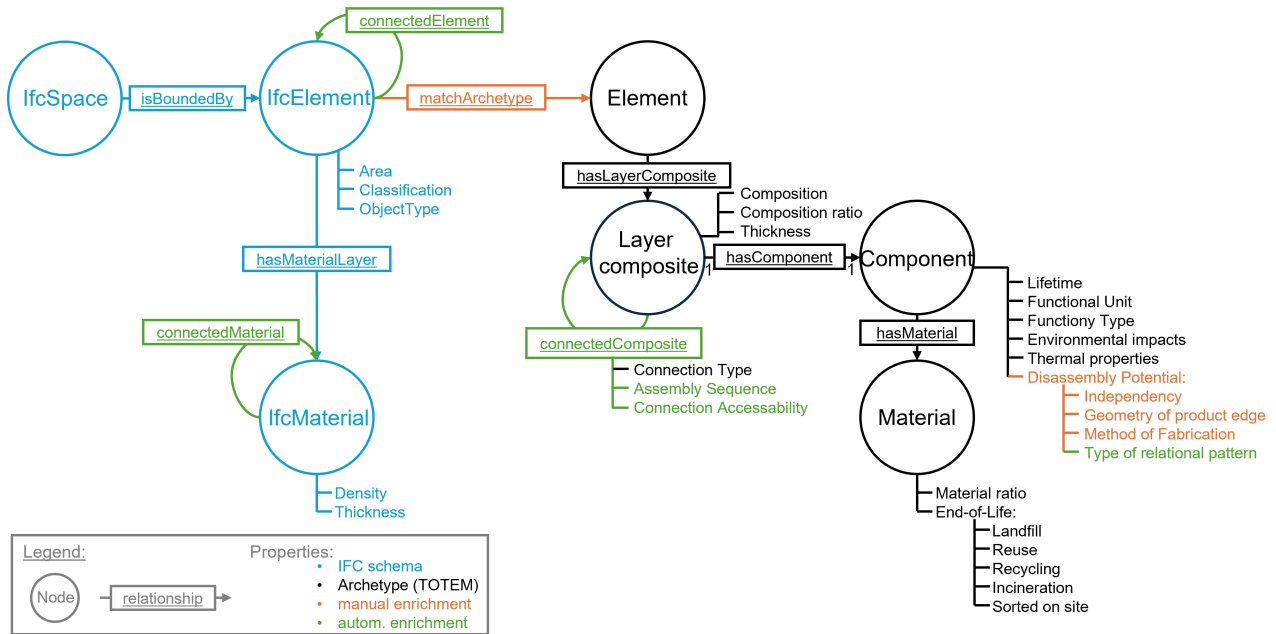 connectedElement
IfcSpace
isBoundedBy
IfcElement
matchArchetype
Element
Area
Classification
ObjectType
hasLayerComposite
Composition
Composition ratio
Thickness
Layer
composite
1
hasComponent
1
Component
hasMaterialLayer
Lifetime
Functional Unit
Functiony Type
Environmental impacts
Thermal properties
Disassembly Potential:
Independency
Geometry of product edge
Method of Fabrication
Type of relational pattern
connectedMaterial
connectedComposite
Connection Type
Assembly Sequence
Connection Accessability
hasMaterial
IfcMaterial
Material
Density
Thickness
Material ratio
End-of-Life:
Landfill
Reuse
Recycling
Incineration
Sorted on site
Legend:
Node
relationship
Properties:
• IFC schema
• Archetype (TOTEM)
• manual enrichment
• autom. enrichment